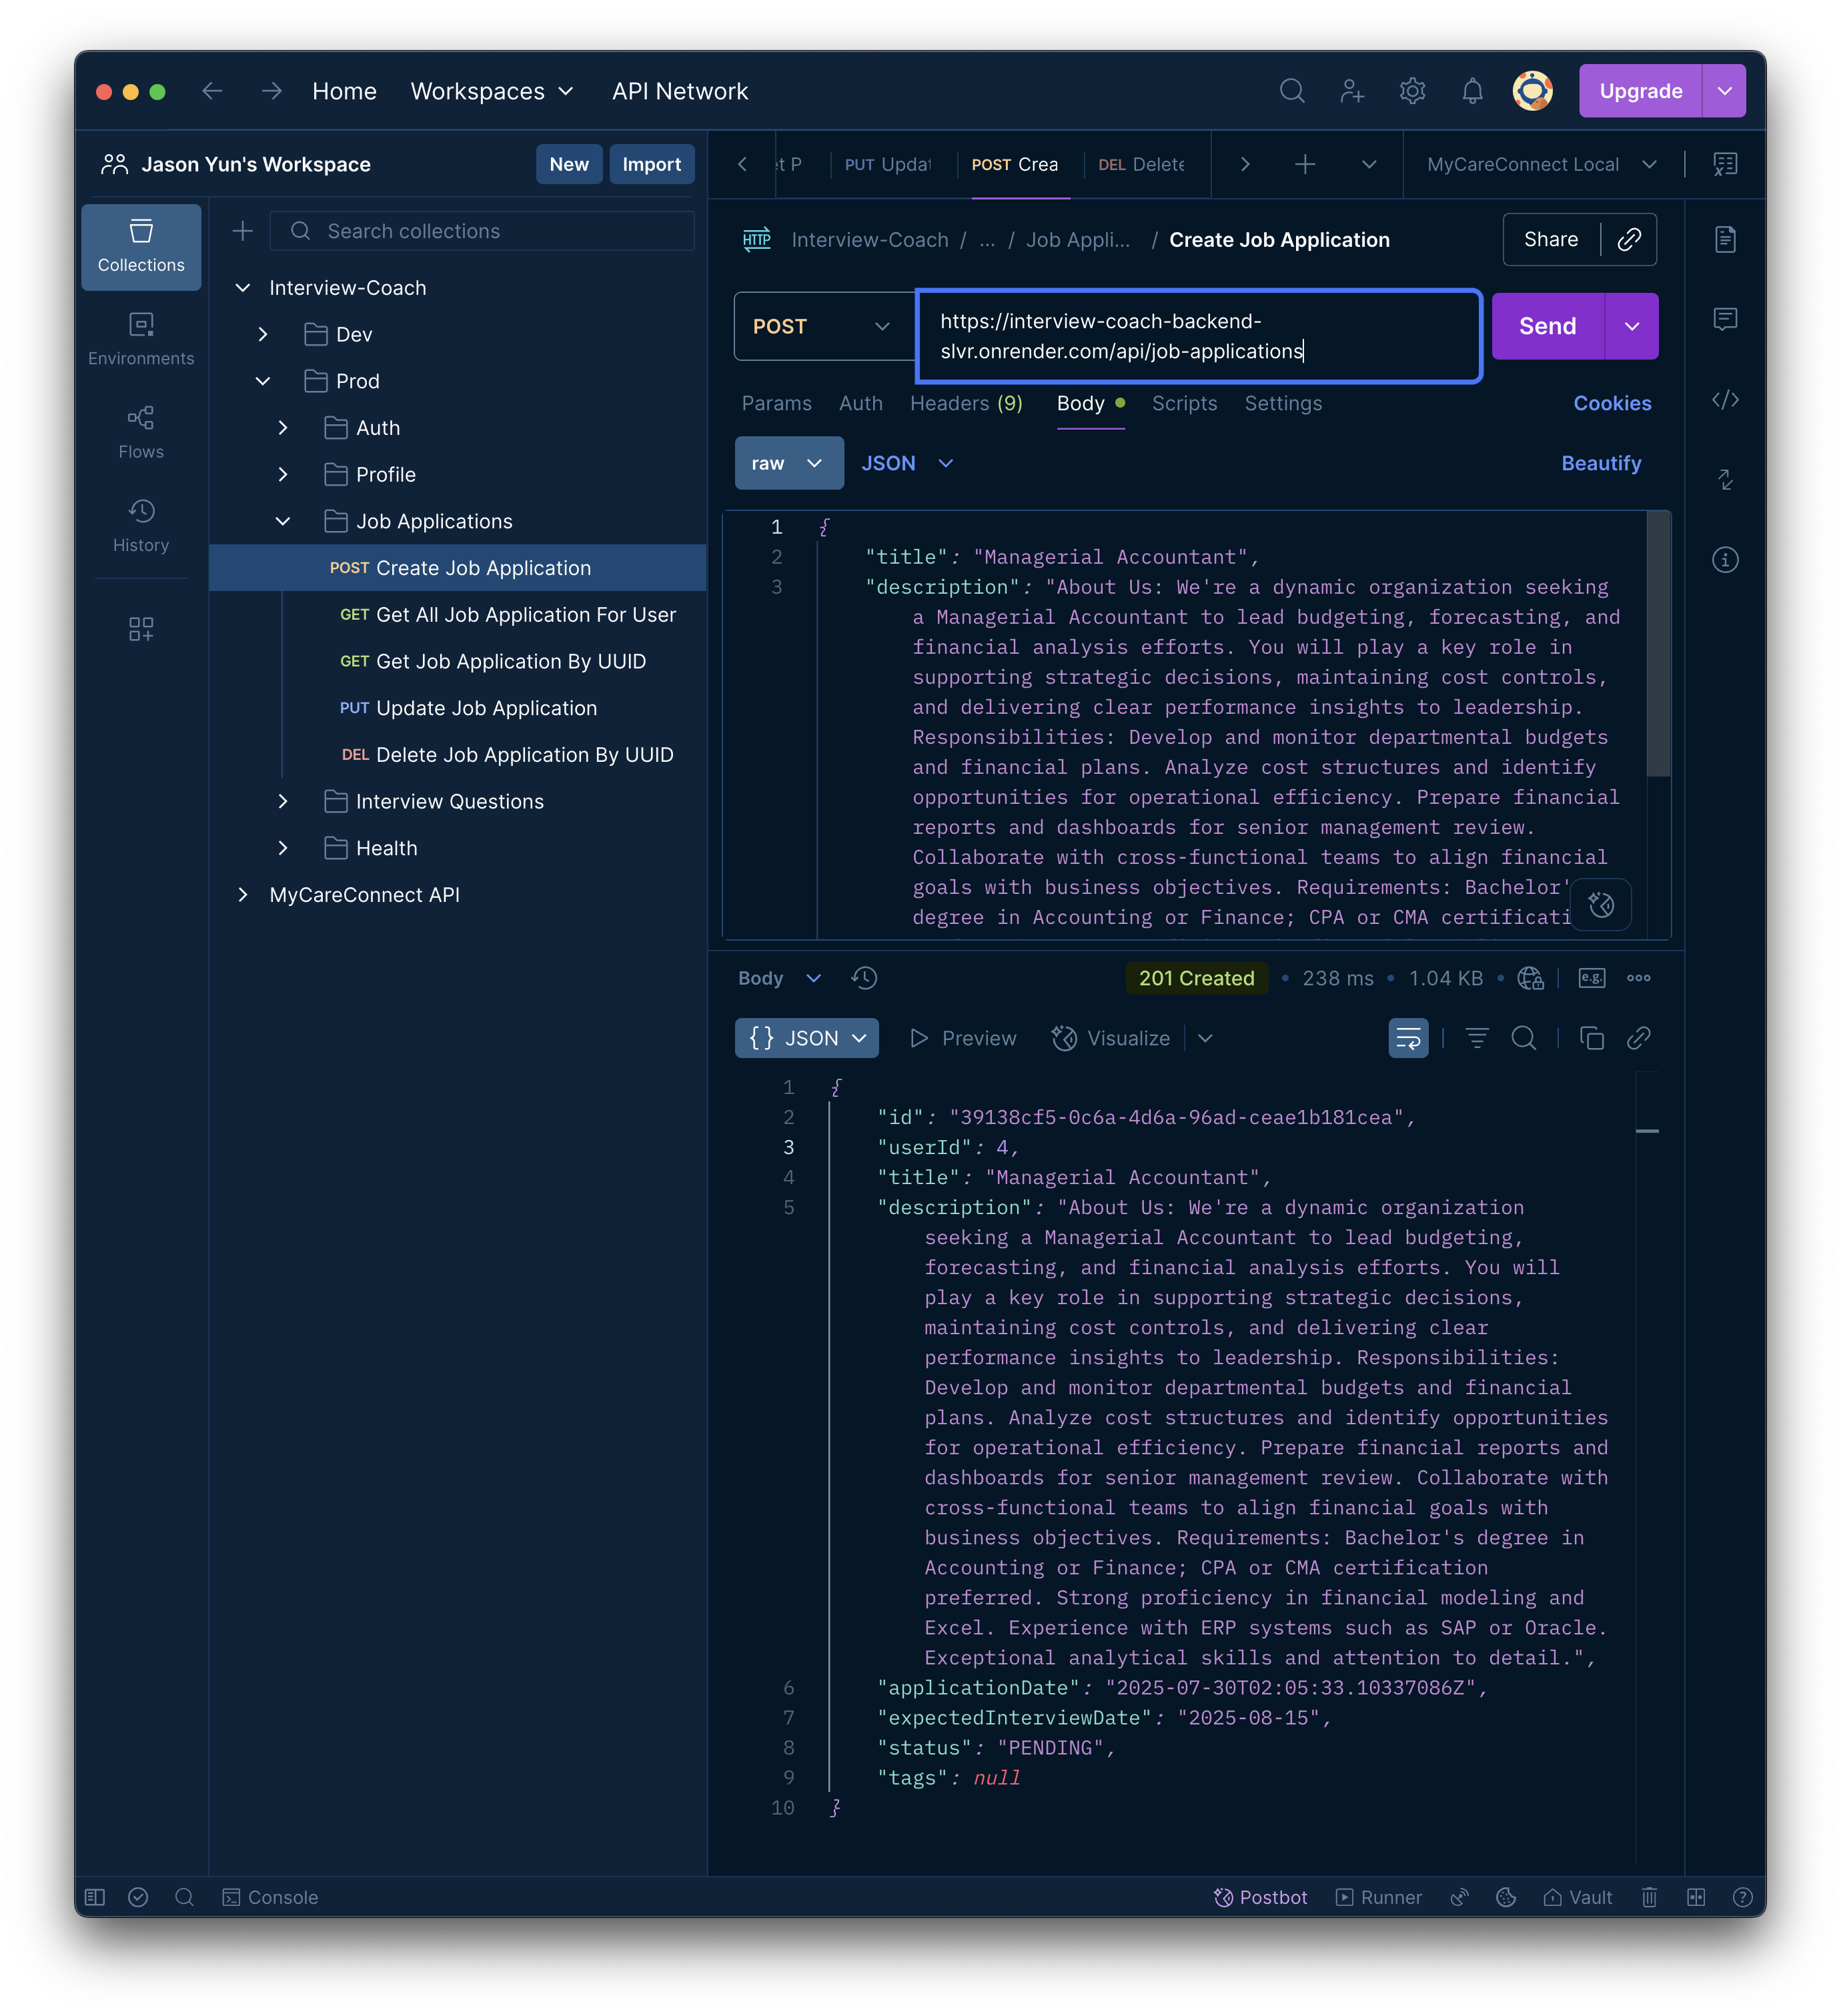 Home Workspaces API Network Upgrade
Jason Yun's Workspace New Import
PUT Updat POST Crea DEL Delete MyCareConnect Local
Collections
Environments
Flows
History
Search collections
Interview-Coach
Dev
Prod
Auth
Profile
Job Applications
POST Create Job Application
GET Get All Job Application For User
GET Get Job Application By UUID
PUT Update Job Application
DEL Delete Job Application By UUID
Interview Questions
Health
MyCareConnect API
HTTP Interview-Coach / ... / Job Appli... / Create Job Application Share
POST https://interview-coach-backend-
slvr.onrender.com/api/job-applications Send
Params Auth Headers (9) Body Scripts Settings Cookies
raw JSON Beautify
1 {
2 "title": "Managerial Accountant",
3 "description": "About Us: We're a dynamic organization seeking
a Managerial Accountant to lead budgeting, forecasting, and
financial analysis efforts. You will play a key role in
supporting strategic decisions, maintaining cost controls,
and delivering clear performance insights to leadership.
Responsibilities: Develop and monitor departmental budgets
and financial plans. Analyze cost structures and identify
opportunities for operational efficiency. Prepare financial
reports and dashboards for senior management review.
Collaborate with cross-functional teams to align financial
goals with business objectives. Requirements: Bachelor'
degree in Accounting or Finance; CPA or CMA certificati
Body 201 Created • 238 ms • 1.04 KB • e.g.
{} JSON Preview Visualize
1 {
2 "id": "39138cf5-0c6a-4d6a-96ad-ceae1b181cea",
3 "userId": 4,
4 "title": "Managerial Accountant",
5 "description": "About Us: We're a dynamic organization
seeking a Managerial Accountant to lead budgeting,
forecasting, and financial analysis efforts. You will
play a key role in supporting strategic decisions,
maintaining cost controls, and delivering clear
performance insights to leadership. Responsibilities:
Develop and monitor departmental budgets and financial
plans. Analyze cost structures and identify opportunities
for operational efficiency. Prepare financial reports and
dashboards for senior management review. Collaborate with
cross-functional teams to align financial goals with
business objectives. Requirements: Bachelor's degree in
Accounting or Finance; CPA or CMA certification
preferred. Strong proficiency in financial modeling and
Excel. Experience with ERP systems such as SAP or Oracle.
Exceptional analytical skills and attention to detail.",
6 "applicationDate": "2025-07-30T02:05:33.10337086Z",
7 "expectedInterviewDate": "2025-08-15",
8 "status": "PENDING",
9 "tags": null
10 }
Console Postbot Runner Vault